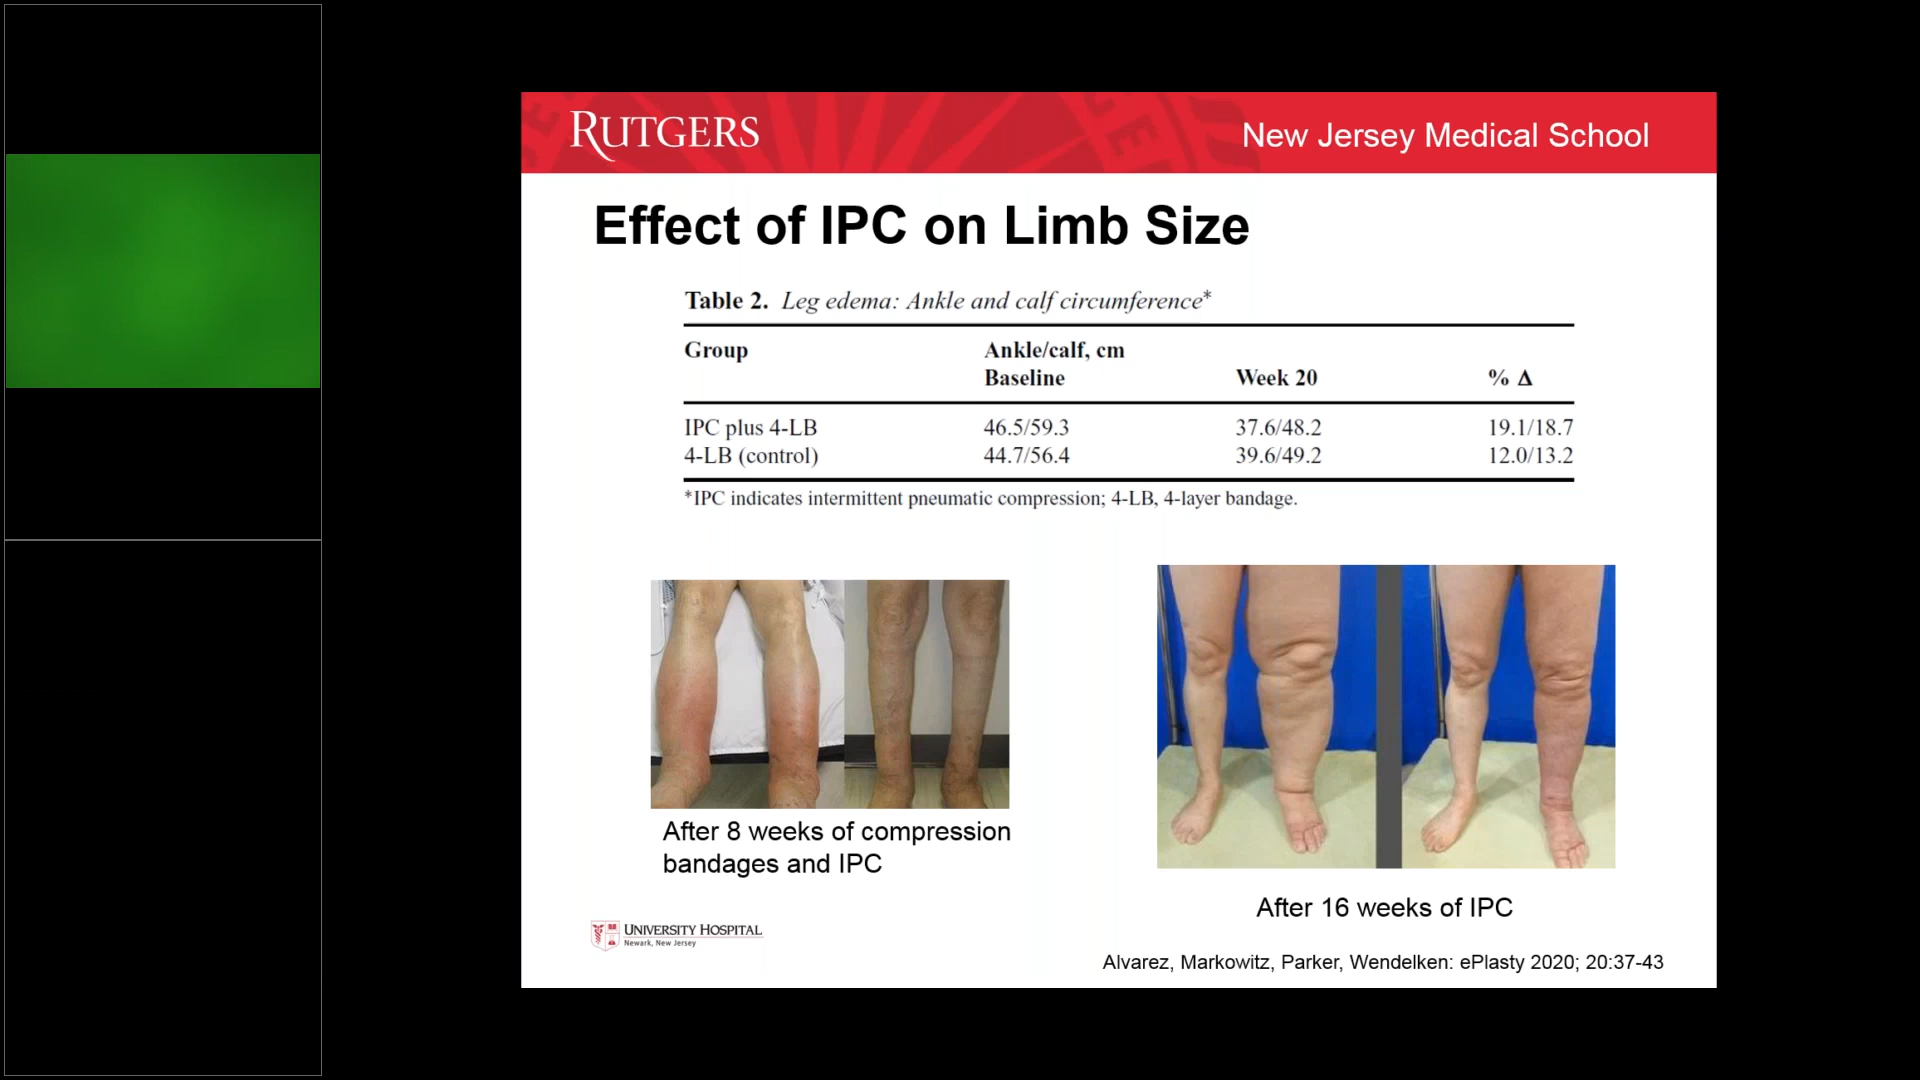 RUTGERS
New Jersey Medical School
Effect of IPC on Limb Size
Table 2. Leg edema: Ankle and calf circumference*
Group Ankle/calf, cm
Baseline Week 20 % Δ
IPC plus 4-LB 46.5/59.3 37.6/48.2 19.1/18.7
4-LB (control) 44.7/56.4 39.6/49.2 12.0/13.2
*IPC indicates intermittent pneumatic compression; 4-LB, 4-layer bandage.
After 8 weeks of compression
bandages and IPC
After 16 weeks of IPC
UNIVERSITY HOSPITAL
Newark, New Jersey
Alvarez, Markowitz, Parker, Wendelken: ePlasty 2020; 20:37-43